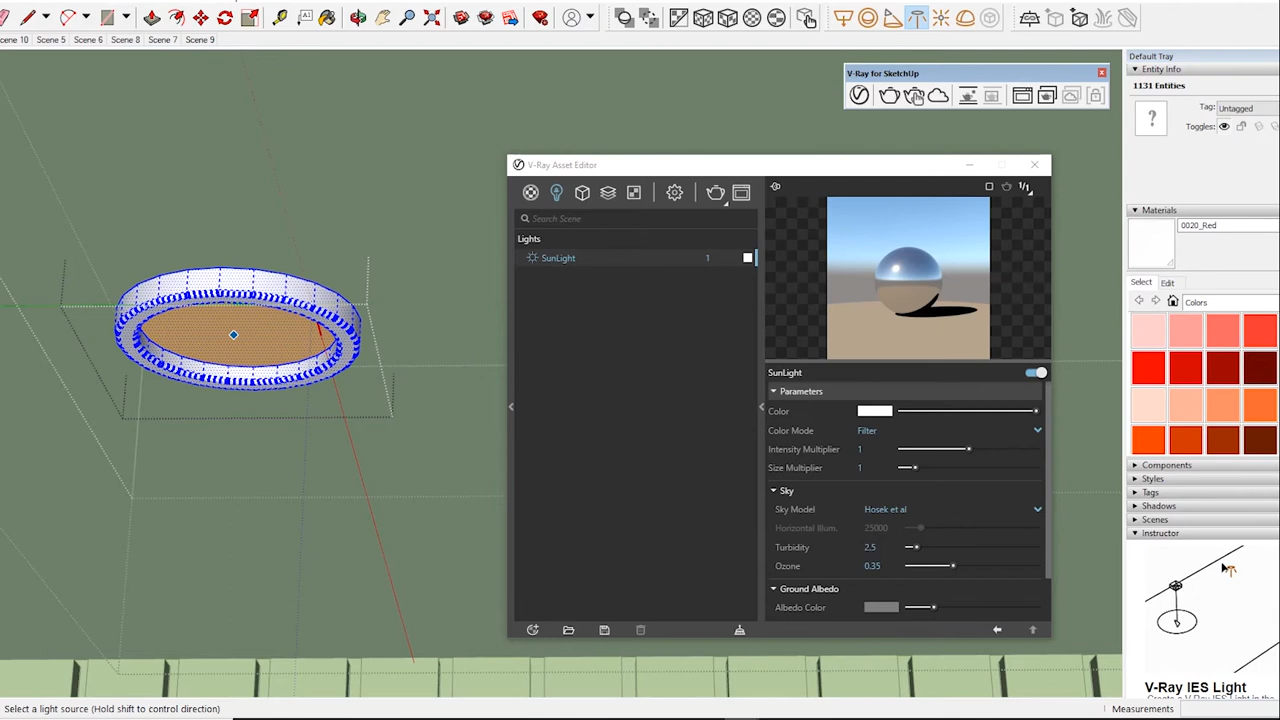 Scene 10 Scene 5 Scene 6 Scene 8 Scene 7 Scene 9
V-Ray for SketchUp
Default Tray
Entity Info
1131 Entities
?
Tag: Untagged
Toggles:
V-Ray Asset Editor
1/1
Search Scene
Lights
SunLight 1
SunLight
Parameters
Color
Color Mode Filter
Intensity Multiplier 1
Size Multiplier 1
Sky
Sky Model Hosek et al
Horizontal Illum. 25000
Turbidity 2.5
Ozone 0.35
Ground Albedo
Albedo Color
Materials
0020_Red
Select Edit
Colors
Components
Styles
Tags
Shadows
Scenes
Instructor
V-Ray IES Light
Select a light source (Hold shift to control direction)
Measurements